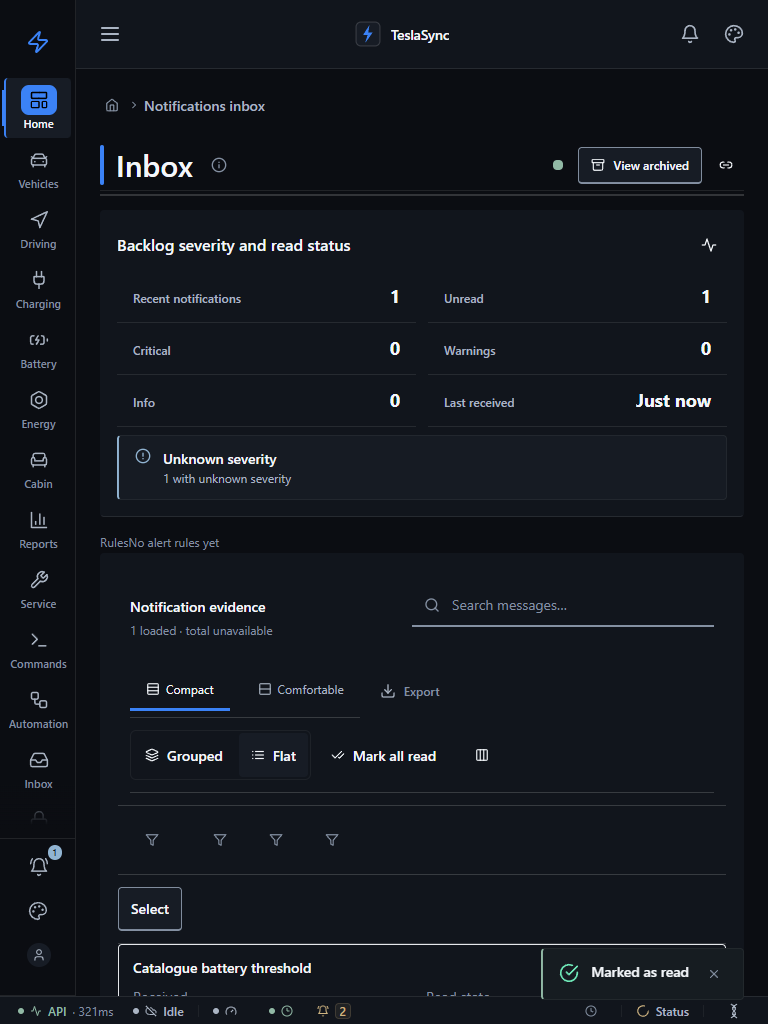 TeslaSync
Home
Vehicles
Driving
Charging
Battery
Energy
Cabin
Reports
Service
Commands
Automation
Inbox
1
Notifications inbox
Inbox
View archived
Backlog severity and read status
Recent notifications 1
Unread 1
Critical 0
Warnings 0
Info 0
Last received Just now
Unknown severity
1 with unknown severity
RulesNo alert rules yet
Notification evidence
1 loaded · total unavailable
Search messages...
Compact
Comfortable
Export
Grouped
Flat
Mark all read
Select
Catalogue battery threshold
Received
Read state
Marked as read
API · 321ms
Idle
2
Status